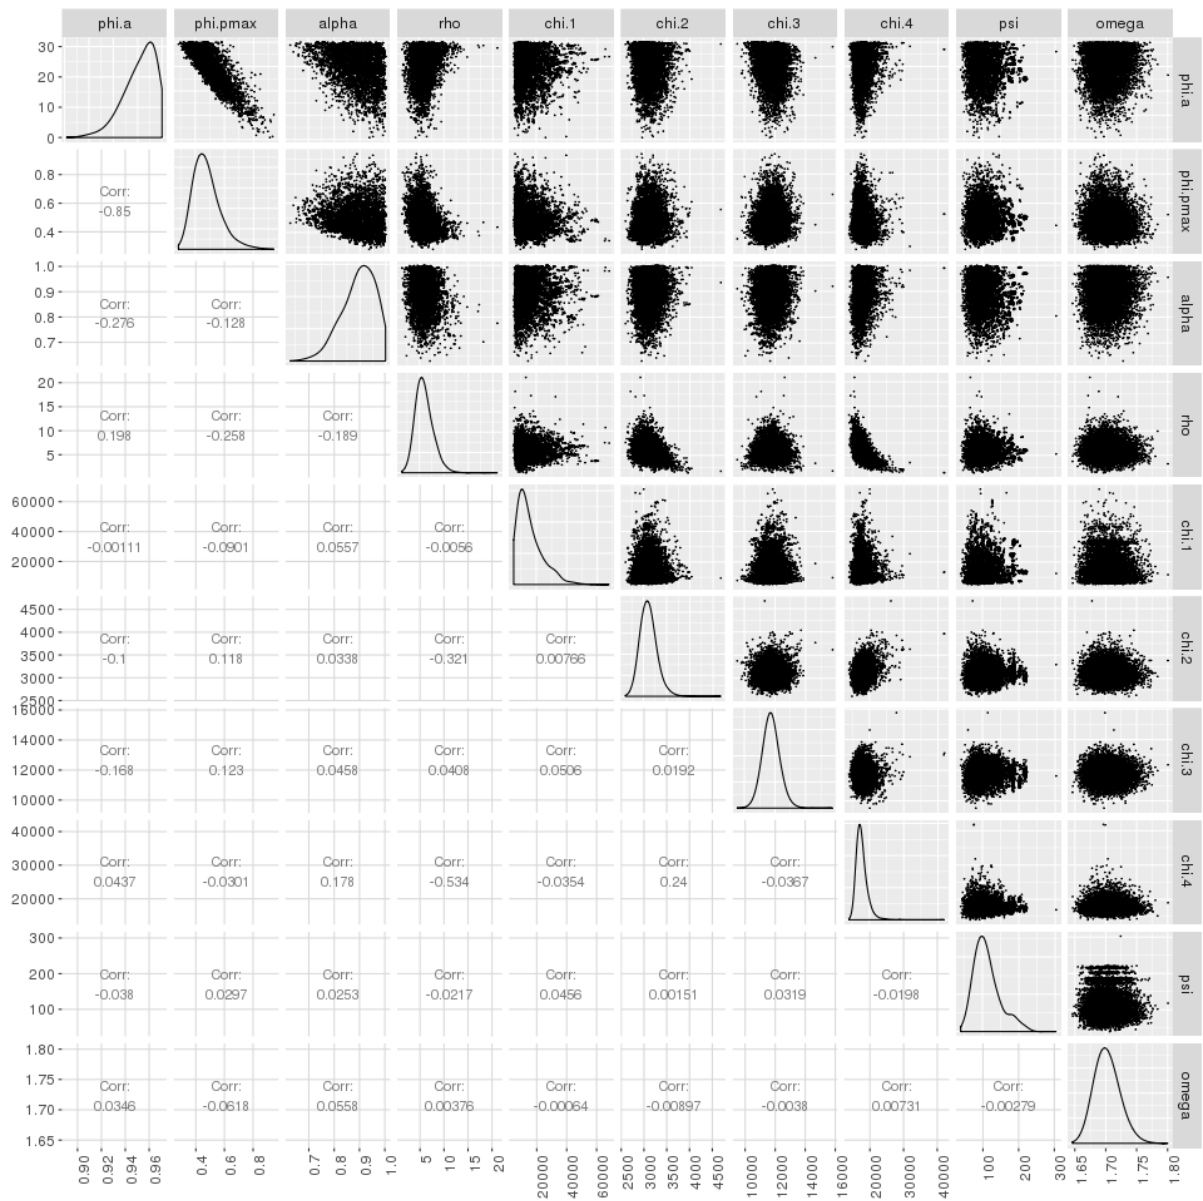 phi.a phi.pmax alpha rho chi.1 chi.2 chi.3 chi.4 psi omega
30
20
10
0
phi.a
0.8
0.6
0.4
Corr:
-0.85
phi.pmax
1.0
0.9
0.8
0.7
Corr: Corr:
-0.276 -0.128
alpha
20
15
10
5
Corr: Corr: Corr:
0.198 -0.258 -0.189
rho
60000
40000
20000
Corr: Corr: Corr: Corr:
-0.00111 -0.0901 0.0557 -0.0056
chi.1
4500
4000
3500
3000
2500
Corr: Corr: Corr: Corr: Corr:
-0.1 0.118 0.0338 -0.321 0.00766
chi.2
16000
14000
12000
10000
Corr: Corr: Corr: Corr: Corr: Corr:
-0.168 0.123 0.0458 0.0408 0.0506 0.0192
chi.3
40000
30000
20000
Corr: Corr: Corr: Corr: Corr: Corr: Corr:
0.0437 -0.0301 0.178 -0.534 -0.0354 0.24 -0.0367
chi.4
300
200
100
Corr: Corr: Corr: Corr: Corr: Corr: Corr: Corr:
-0.038 0.0297 0.0253 -0.0217 0.0456 0.00151 0.0319 -0.0198
psi
1.80
1.75
1.70
1.65
Corr: Corr: Corr: Corr: Corr: Corr: Corr: Corr: Corr:
0.0346 -0.0618 0.0558 0.00376 -0.00064 -0.00897 -0.0038 0.00731 -0.00279
omega
0.90 0.92 0.94 0.96 0.4 0.6 0.8 0.7 0.8 0.9 1.0 5 10 15 20 20000 40000 60000 2500 3000 3500 4000 4500 10000 12000 14000 16000 20000 30000 40000 100 200 300 1.65 1.70 1.75 1.80